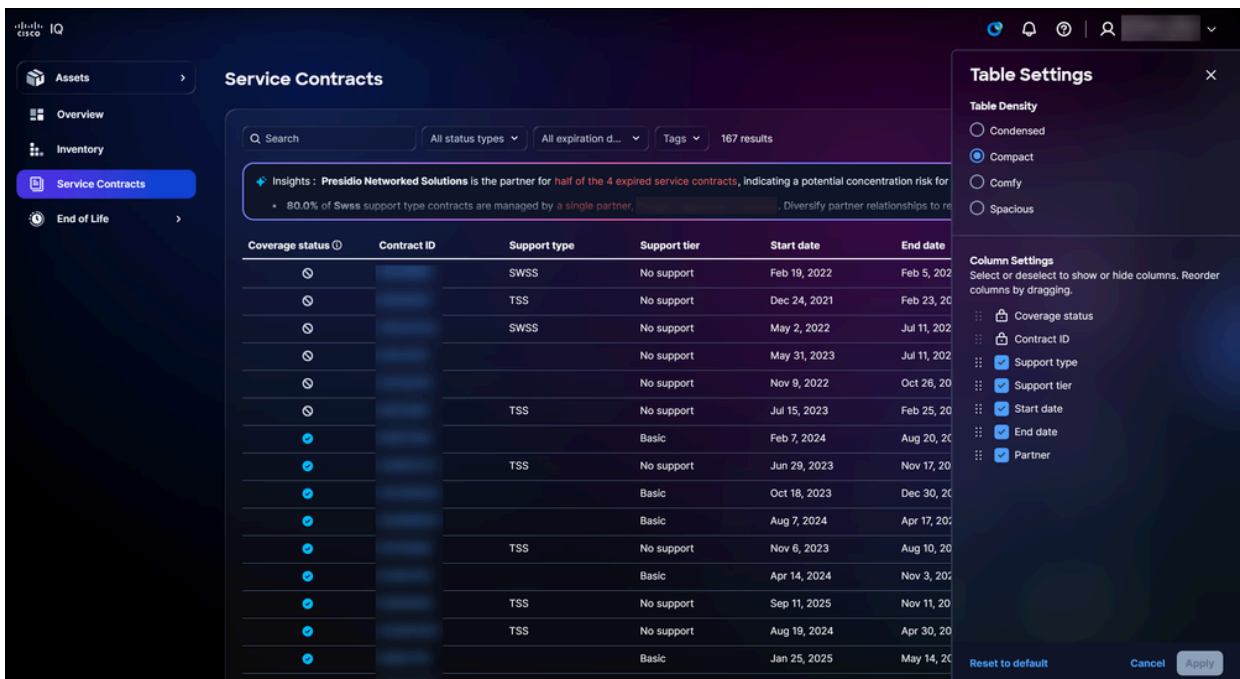 cisco IQ
Assets
Overview
Inventory
Service Contracts
End of Life
Service Contracts
Search
All status types
All expiration d...
Tags
167 results
Insights : Presidio Networked Solutions is the partner for half of the 4 expired service contracts, indicating a potential concentration risk for
• 80.0% of Swss support type contracts are managed by a single partner, . Diversify partner relationships to re
Coverage status Contract ID Support type Support tier Start date End date
SWSS No support Feb 19, 2022 Feb 5, 202
TSS No support Dec 24, 2021 Feb 23, 20
SWSS No support May 2, 2022 Jul 11, 202
No support May 31, 2023 Jul 11, 202
No support Nov 9, 2022 Oct 26, 20
TSS No support Jul 15, 2023 Feb 25, 20
Basic Feb 7, 2024 Aug 20, 20
TSS No support Jun 29, 2023 Nov 17, 20
Basic Oct 18, 2023 Dec 30, 20
Basic Aug 7, 2024 Apr 17, 202
TSS No support Nov 6, 2023 Aug 10, 20
Basic Apr 14, 2024 Nov 3, 202
TSS No support Sep 11, 2025 Nov 11, 20
TSS No support Aug 19, 2024 Apr 30, 20
Basic Jan 25, 2025 May 14, 20
Table Settings
Table Density
Condensed
Compact
Comfy
Spacious
Column Settings
Select or deselect to show or hide columns. Reorder
columns by dragging.
Coverage status
Contract ID
Support type
Support tier
Start date
End date
Partner
Reset to default
Cancel
Apply